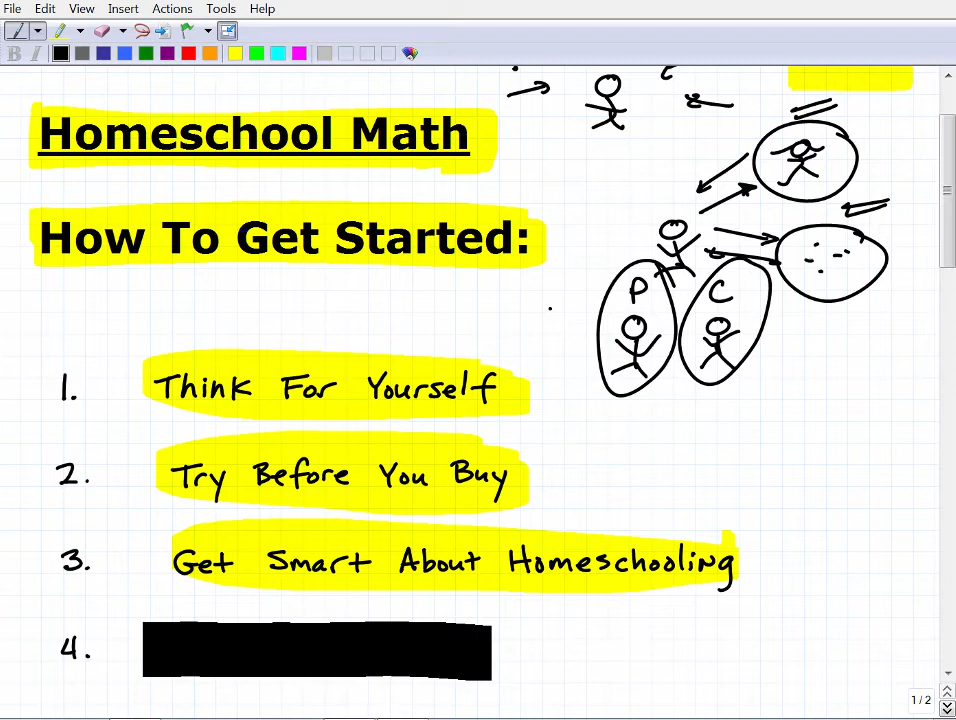 File Edit View Insert Actions Tools Help
B I
Homeschool Math
How To Get Started:
P C
1. Think For Yourself
2. Try Before You Buy
3. Get Smart About Homeschooling
4.
1 / 2